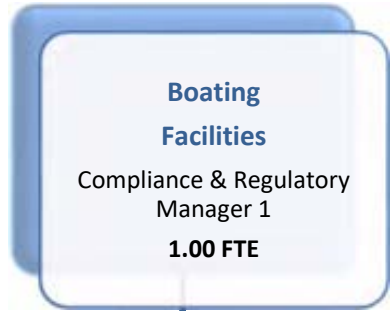 Boating
Facilities
Compliance & Regulatory
Manager 1
1.00 FTE